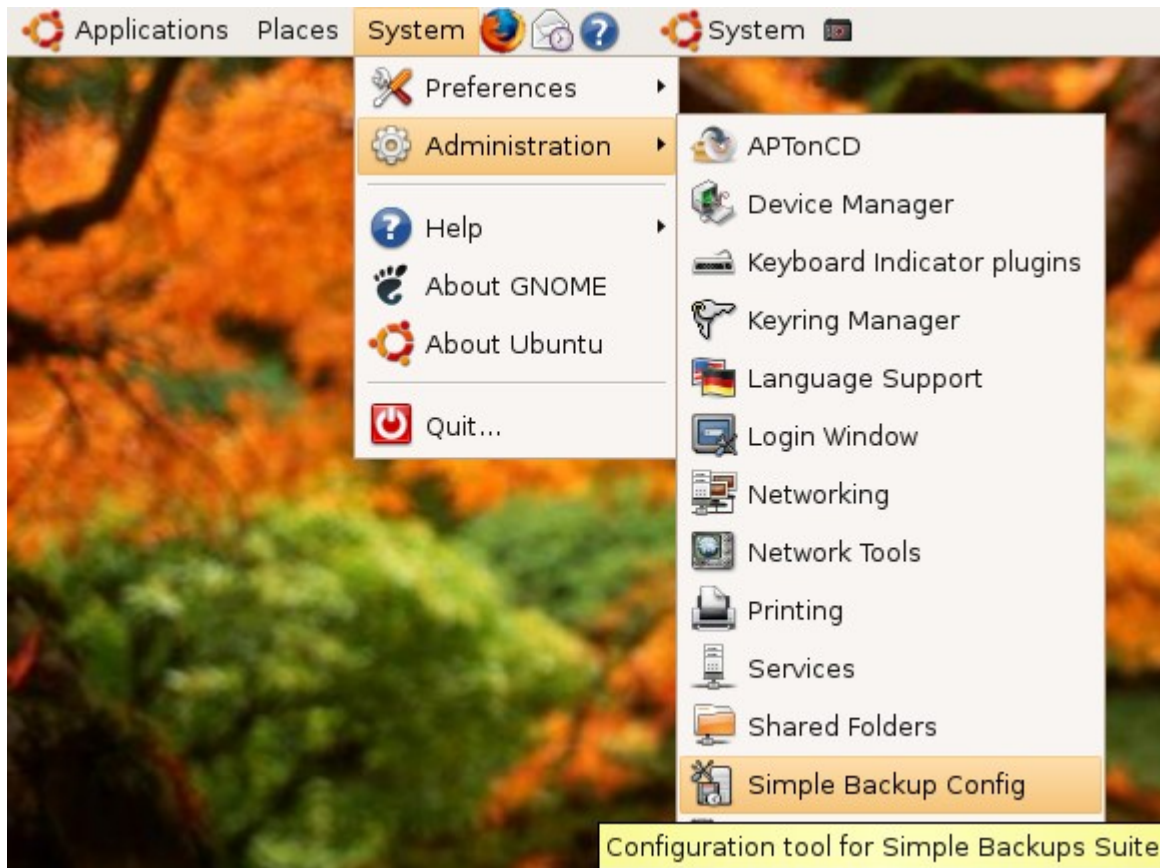 Applications Places System System
Preferences
Administration
Help
About GNOME
About Ubuntu
Quit...
APTonCD
Device Manager
Keyboard Indicator plugins
Keyring Manager
Language Support
Login Window
Networking
Network Tools
Printing
Services
Shared Folders
Simple Backup Config
Configuration tool for Simple Backups Suite